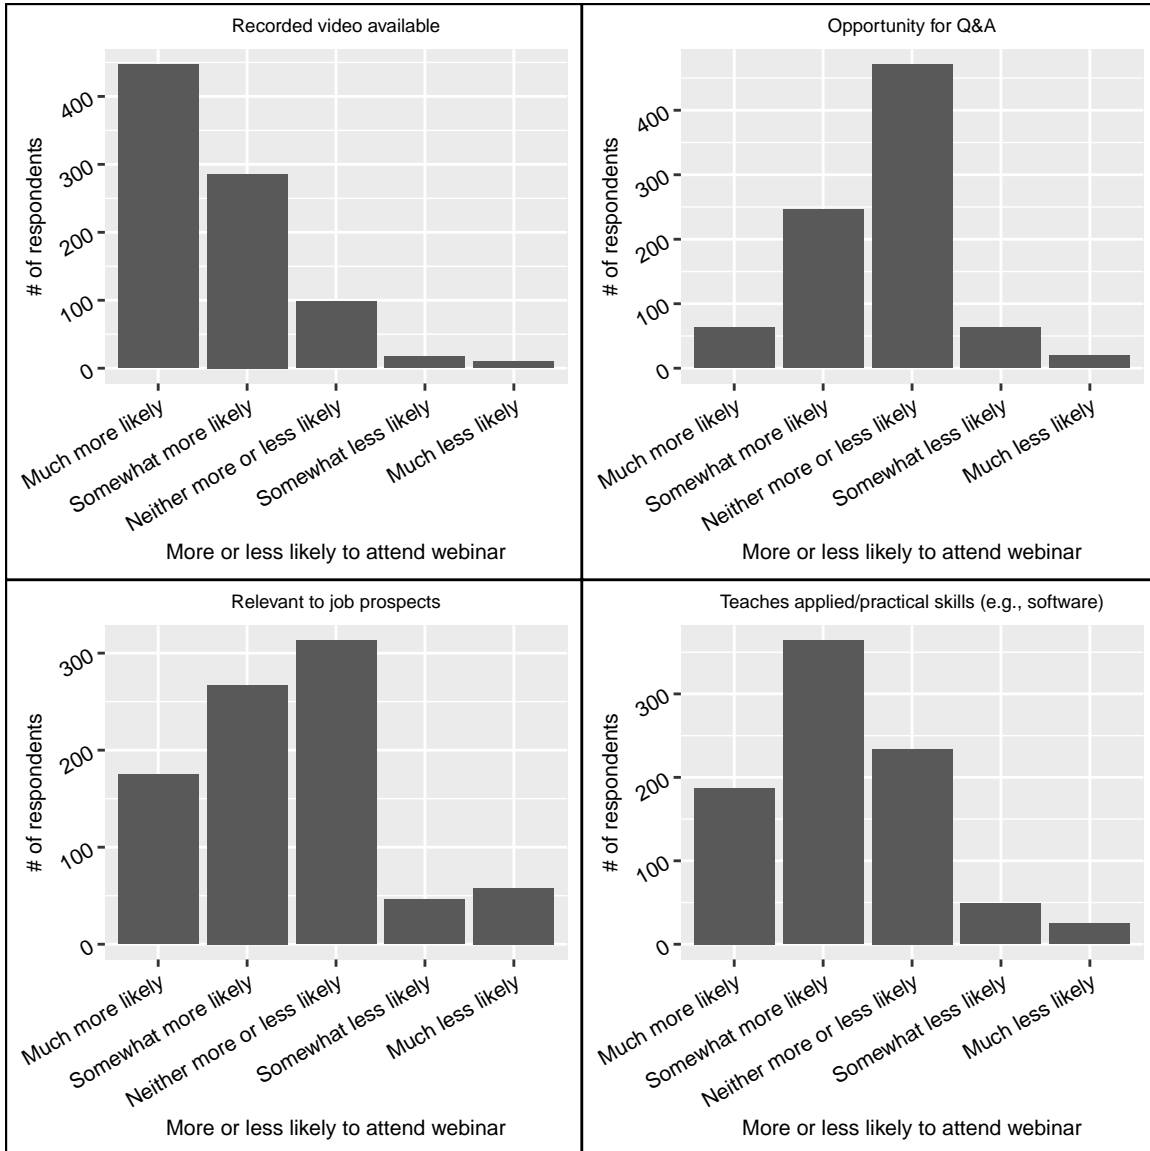 Recorded video available
# of respondents
400
300
200
100
0
Much more likely
Somewhat more likely
Neither more or less likely
Somewhat less likely
Much less likely
More or less likely to attend webinar
Opportunity for Q&A
# of respondents
400
300
200
100
0
Much more likely
Somewhat more likely
Neither more or less likely
Somewhat less likely
Much less likely
More or less likely to attend webinar
Relevant to job prospects
# of respondents
300
200
100
0
Much more likely
Somewhat more likely
Neither more or less likely
Somewhat less likely
Much less likely
More or less likely to attend webinar
Teaches applied/practical skills (e.g., software)
# of respondents
300
200
100
0
Much more likely
Somewhat more likely
Neither more or less likely
Somewhat less likely
Much less likely
More or less likely to attend webinar